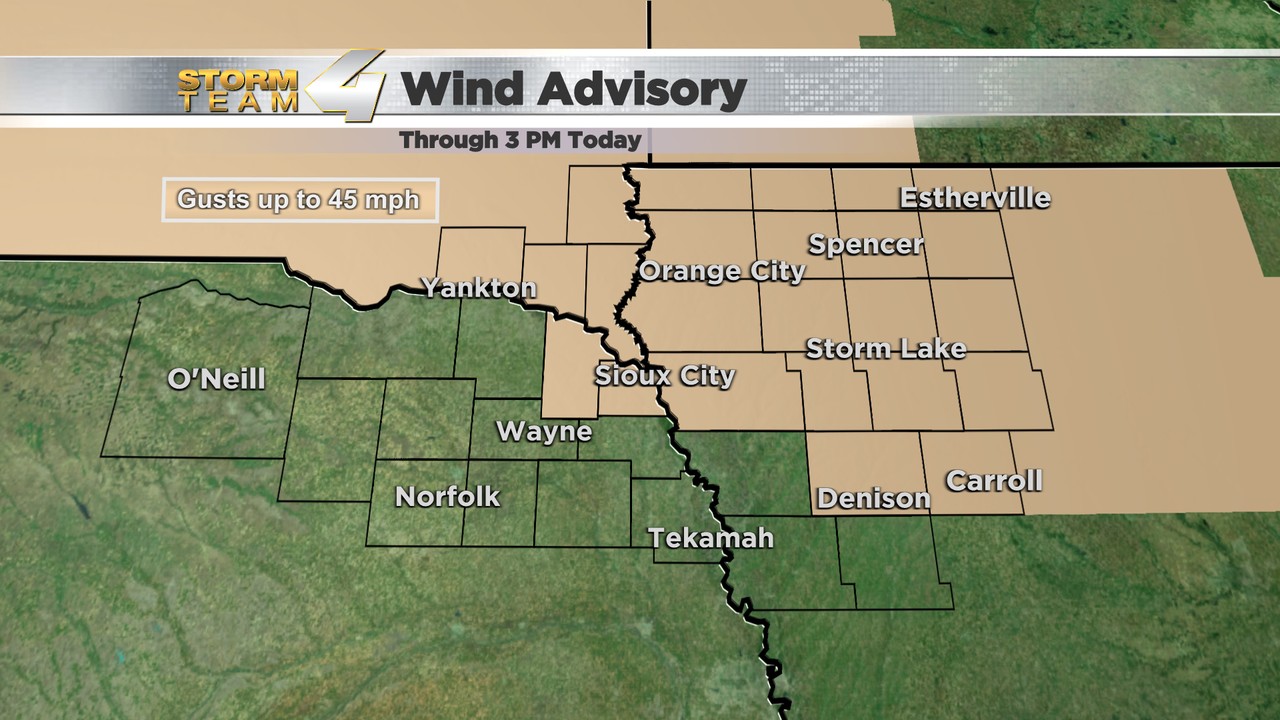 STORM
TEAM
4
Wind Advisory
Through 3 PM Today
Gusts up to 45 mph
Estherville
Spencer
Orange City
Yankton
Storm Lake
O'Neill
Sioux City
Wayne
Carroll
Norfolk
Denison
Tekamah